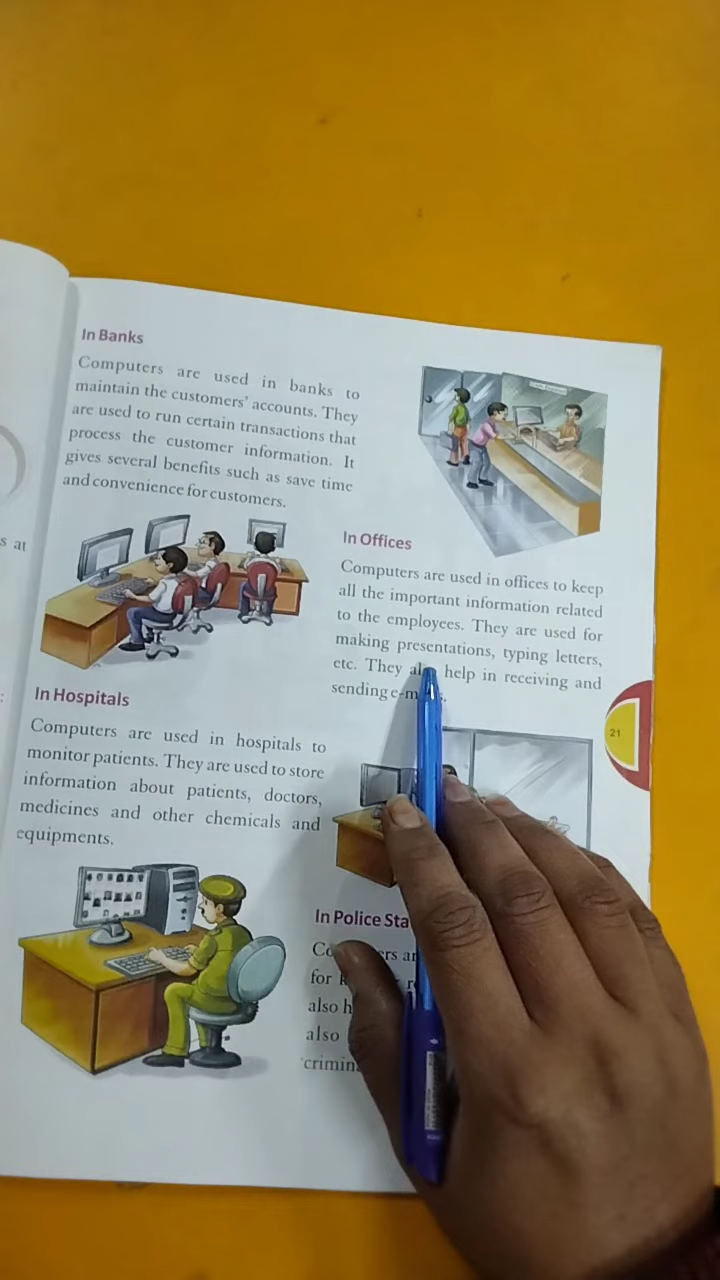 In Banks
Computers are used in banks to
maintain the customers' accounts. They
are used to run certain transactions that
process the customer information. It
gives several benefits such as save time
and convenience for customers.
In Offices
Computers are used in offices to keep
all the important information related
to the employees. They are used for
making presentations, typing letters,
etc. They also help in receiving and
sending
In Hospitals
Computers are used in hospitals to
monitor patients. They are used to store
information about patients, doctors,
medicines and other chemicals and
equipments.
21
In Police
for
also
also
s at